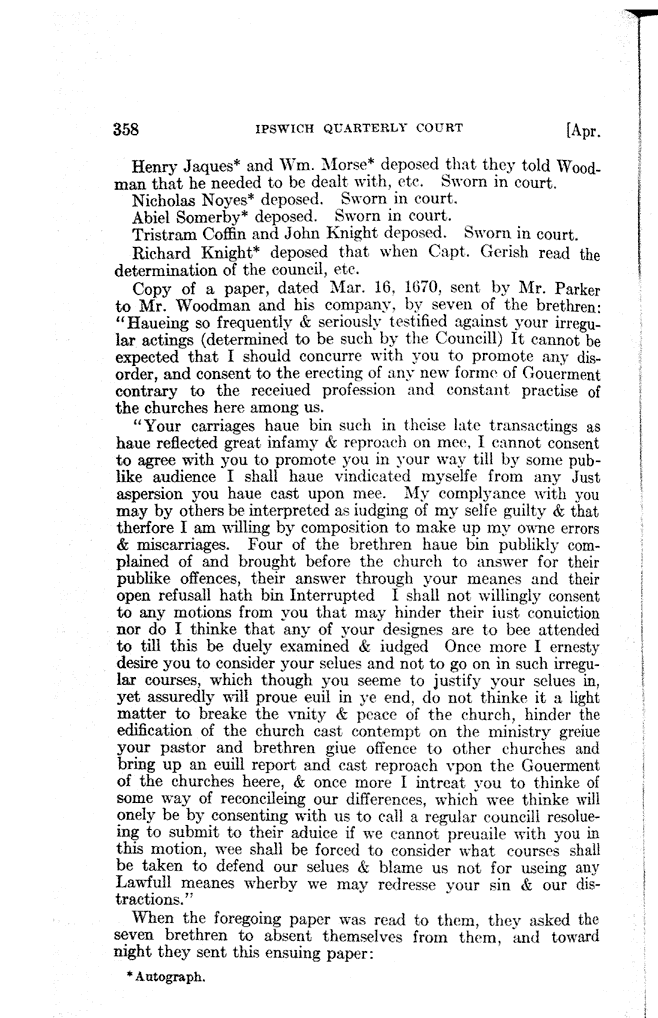 358 IPSWICH QUARTERLY COURT [Apr.
Henry Jaques* and Wm. Morse* deposed that they told Wood-
man that he needed to be dealt with, etc. Sworn in court.
Nicholas Noyes* deposed. Sworn in court.
Abiel Somerby* deposed. Sworn in court.
Tristram Coffin and John Knight deposed. Sworn in court.
Richard Knight* deposed that when Capt. Gerish read the
determination of the council, etc.
Copy of a paper, dated Mar. 16, 1670, sent by Mr. Parker
to Mr. Woodman and his company, by seven of the brethren:
"Haueing so frequently & seriously testified against your irregu-
lar actings (determined to be such by the Councill) It cannot be
expected that I should concurre with you to promote any dis-
order, and consent to the erecting of any new forme of Gouerment
contrary to the receiued profession and constant practise of
the churches here among us.
"Your carriages haue bin such in theise late transactings as
haue reflected great infamy & reproach on mee, I cannot consent
to agree with you to promote you in your way till by some pub-
like audience I shall haue vindicated myselfe from any Just
aspersion you haue cast upon mee. My complyance with you
may by others be interpreted as iudging of my selfe guilty & that
therfore I am willing by composition to make up my owne errors
& miscarriages. Four of the brethren haue bin publikly com-
plained of and brought before the church to answer for their
publike offences, their answer through your meanes and their
open refusall hath bin Interrupted I shall not willingly consent
to any motions from you that may hinder their iust conuiction
nor do I thinke that any of your designes are to bee attended
to till this be duely examined & iudged Once more I ernesty
desire you to consider your selues and not to go on in such irregu-
lar courses, which though you seeme to justify your selues in,
yet assuredly will proue euil in ye end, do not thinke it a light
matter to breake the vnity & peace of the church, hinder the
edification of the church cast contempt on the ministry greiue
your pastor and brethren giue offence to other churches and
bring up an euill report and cast reproach vpon the Gouerment
of the churches heere, & once more I intreat you to thinke of
some way of reconcileing our differences, which wee thinke will
onely be by consenting with us to call a regular councill resolue-
ing to submit to their aduice if we cannot preuaile with you in
this motion, wee shall be forced to consider what courses shall
be taken to defend our selues & blame us not for useing any
Lawfull meanes wherby we may redresse your sin & our dis-
tractions."
When the foregoing paper was read to them, they asked the
seven brethren to absent themselves from them, and toward
night they sent this ensuing paper:
*Autograph.